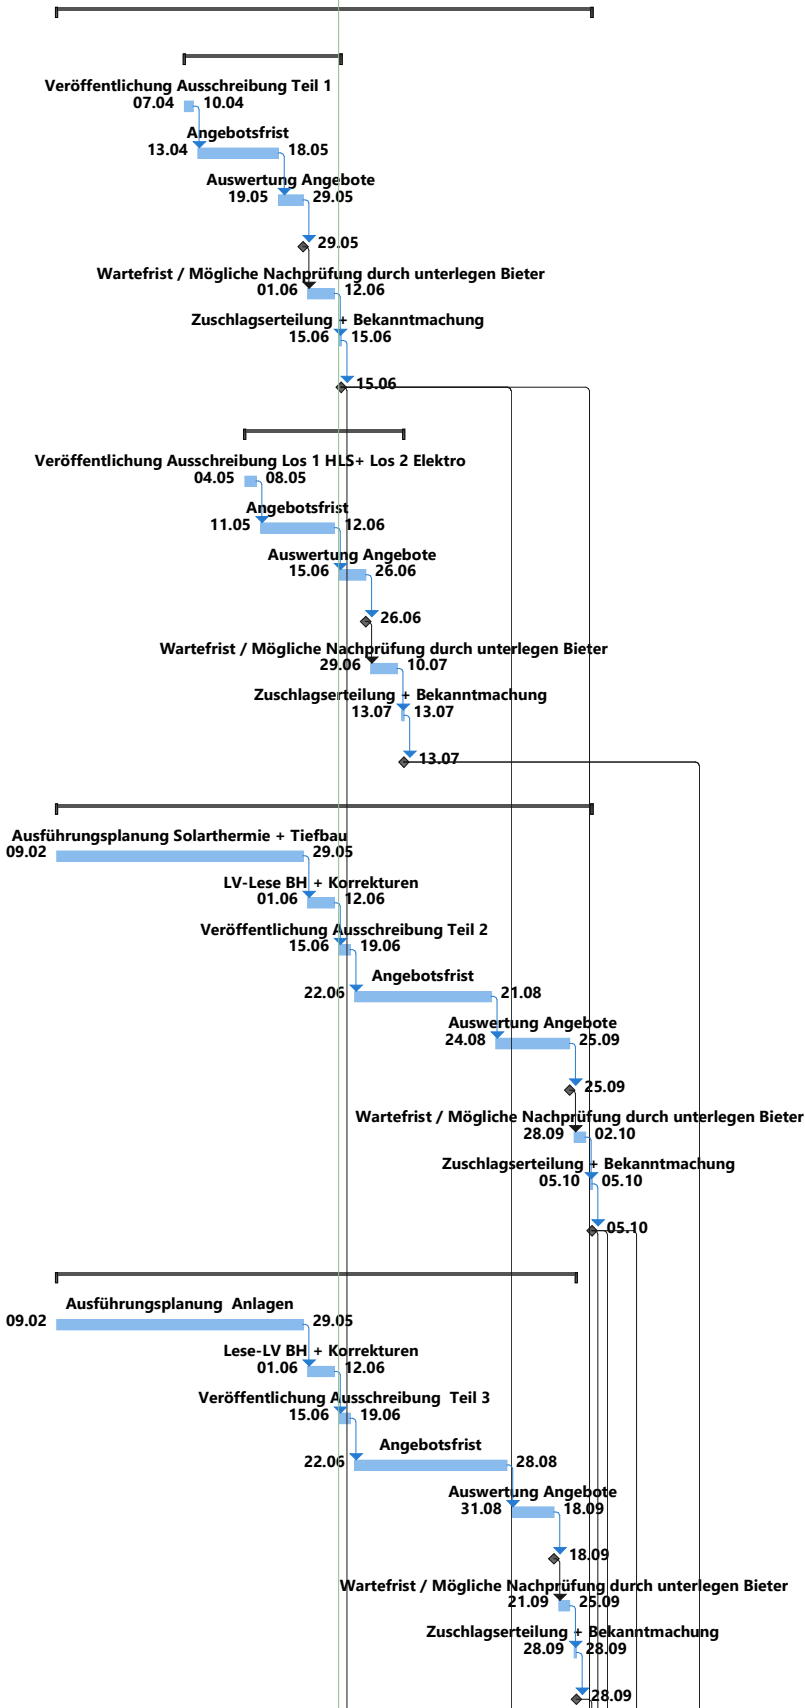 Veröffentlichung Ausschreibung Teil 1
07.04 10.04
Angebotsfrist
13.04 18.05
Auswertung Angebote
19.05 29.05
29.05
Wartefrist / Mögliche Nachprüfung durch unterlegen Bieter
01.06 12.06
Zuschlagserteilung + Bekanntmachung
15.06 15.06
15.06
Veröffentlichung Ausschreibung Los 1 HLS+ Los 2 Elektro
04.05 08.05
Angebotsfrist
11.05 12.06
Auswertung Angebote
15.06 26.06
26.06
Wartefrist / Mögliche Nachprüfung durch unterlegen Bieter
29.06 10.07
Zuschlagserteilung + Bekanntmachung
13.07 13.07
13.07
Ausführungsplanung Solarthermie + Tiefbau
09.02 29.05
LV-Lese BH + Korrekturen
01.06 12.06
Veröffentlichung Ausschreibung Teil 2
15.06 19.06
Angebotsfrist
22.06 21.08
Auswertung Angebote
24.08 25.09
25.09
Wartefrist / Mögliche Nachprüfung durch unterlegen Bieter
28.09 02.10
Zuschlagserteilung + Bekanntmachung
05.10 05.10
05.10
Ausführungsplanung Anlagen
09.02 29.05
Lese-LV BH + Korrekturen
01.06 12.06
Veröffentlichung Ausschreibung Teil 3
15.06 19.06
Angebotsfrist
22.06 28.08
Auswertung Angebote
31.08 18.09
18.09
Wartefrist / Mögliche Nachprüfung durch unterlegen Bieter
21.09 25.09
Zuschlagserteilung + Bekanntmachung
28.09 28.09
28.09